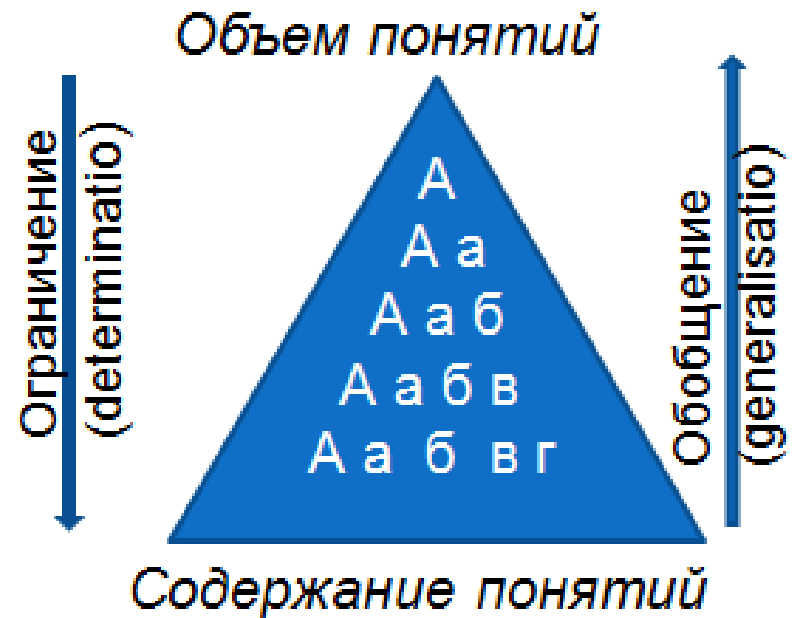 Объем понятий
Ограничение
(determinatio)
А
А а
А а б
А а б в
А а б в г
Обобщение
(generalisatio)
Содержание понятий